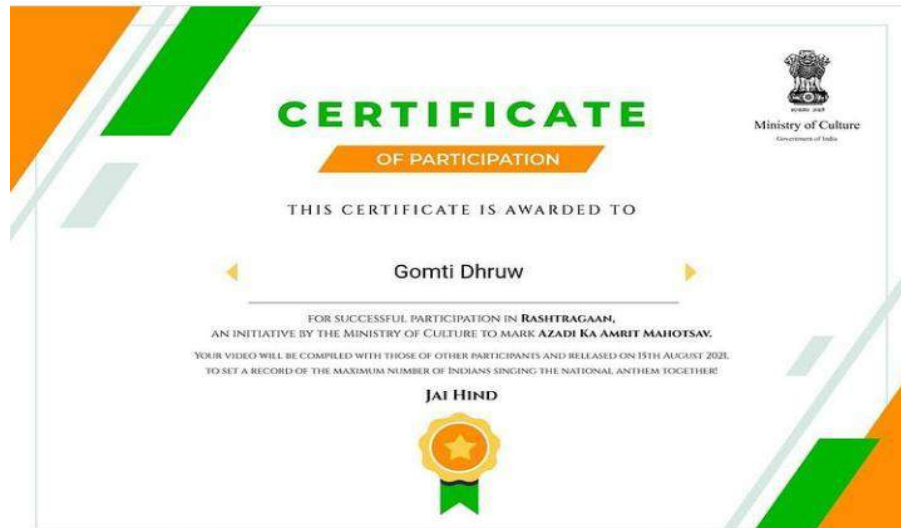 CERTIFICATE
OF PARTICIPATION
Ministry of Culture
Government of India
THIS CERTIFICATE IS AWARDED TO
Gomti Dhruw
FOR SUCCESSFUL PARTICIPATION IN RASHTRAGAAN,
AN INITIATIVE BY THE MINISTRY OF CULTURE TO MARK AZADI KA AMRIT MAHOTSAV.
YOUR VIDEO WILL BE COMPILED WITH THOSE OF OTHER PARTICIPANTS AND RELEASED ON 15TH AUGUST 2021,
TO SET A RECORD OF THE MAXIMUM NUMBER OF INDIANS SINGING THE NATIONAL ANTHEM TOGETHER!
JAI HIND